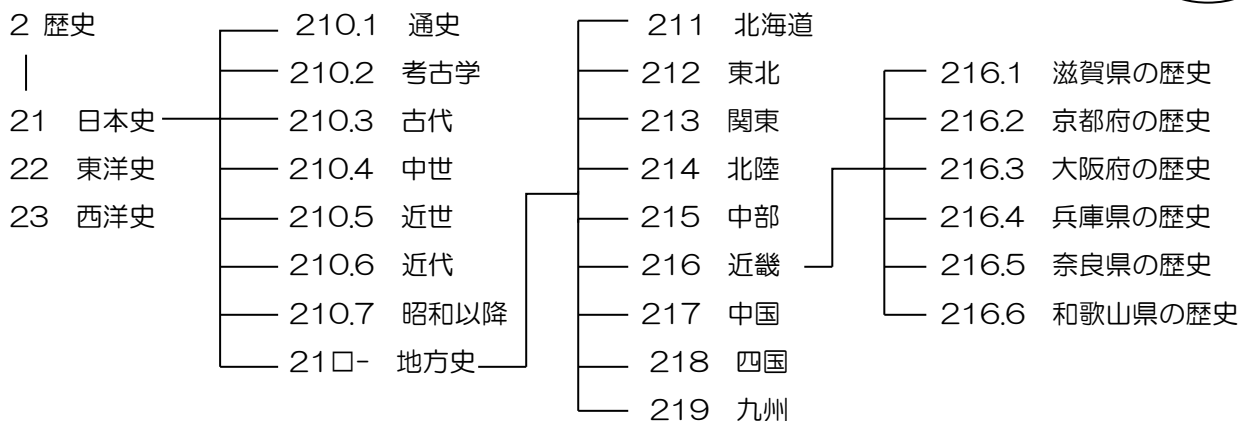 2 歴史
21 日本史
22 東洋史
23 西洋史
210.1 通史
210.2 考古学
210.3 古代
210.4 中世
210.5 近世
210.6 近代
210.7 昭和以降
21□- 地方史
211 北海道
212 東北
213 関東
214 北陸
215 中部
216 近畿
217 中国
218 四国
219 九州
216.1 滋賀県の歴史
216.2 京都府の歴史
216.3 大阪府の歴史
216.4 兵庫県の歴史
216.5 奈良県の歴史
216.6 和歌山県の歴史